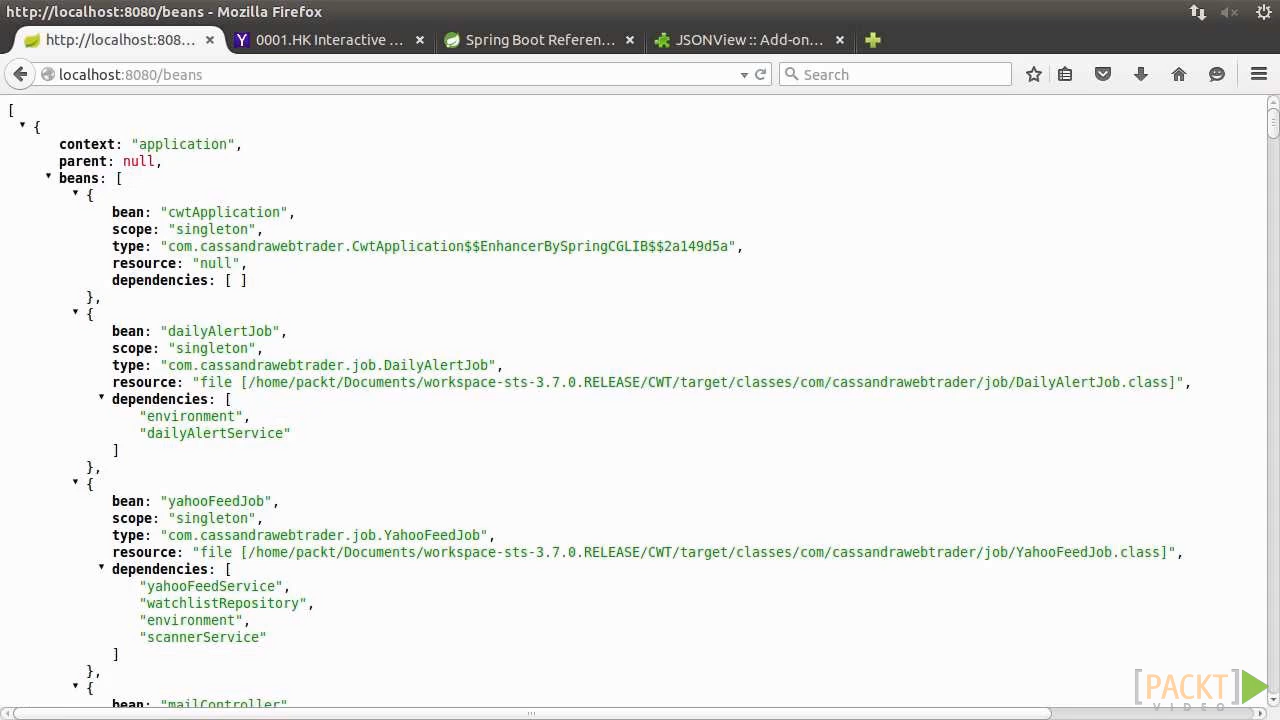 http://localhost:8080/beans - Mozilla Firefox
http://localhost:808... × 0001.HK Interactive ... × Spring Boot Referen... × JSONView :: Add-on... ×
localhost:8080/beans Search
[
{
context: "application",
parent: null,
beans: [
{
bean: "cwtApplication",
scope: "singleton",
type: "com.cassandrawebtrader.CwtApplication$$EnhancerBySpringCGLIB$$2a149d5a",
resource: "null",
dependencies: [ ]
},
{
bean: "dailyAlertJob",
scope: "singleton",
type: "com.cassandrawebtrader.job.DailyAlertJob",
resource: "file [/home/packt/Documents/workspace-sts-3.7.0.RELEASE/CWT/target/classes/com/cassandrawebtrader/job/DailyAlertJob.class]",
dependencies: [
"environment",
"dailyAlertService"
]
},
{
bean: "yahooFeedJob",
scope: "singleton",
type: "com.cassandrawebtrader.job.YahooFeedJob",
resource: "file [/home/packt/Documents/workspace-sts-3.7.0.RELEASE/CWT/target/classes/com/cassandrawebtrader/job/YahooFeedJob.class]",
dependencies: [
"yahooFeedService",
"watchlistRepository",
"environment",
"scannerService"
]
},
{
bean: "mailController"
[PACKT]
VIDEO